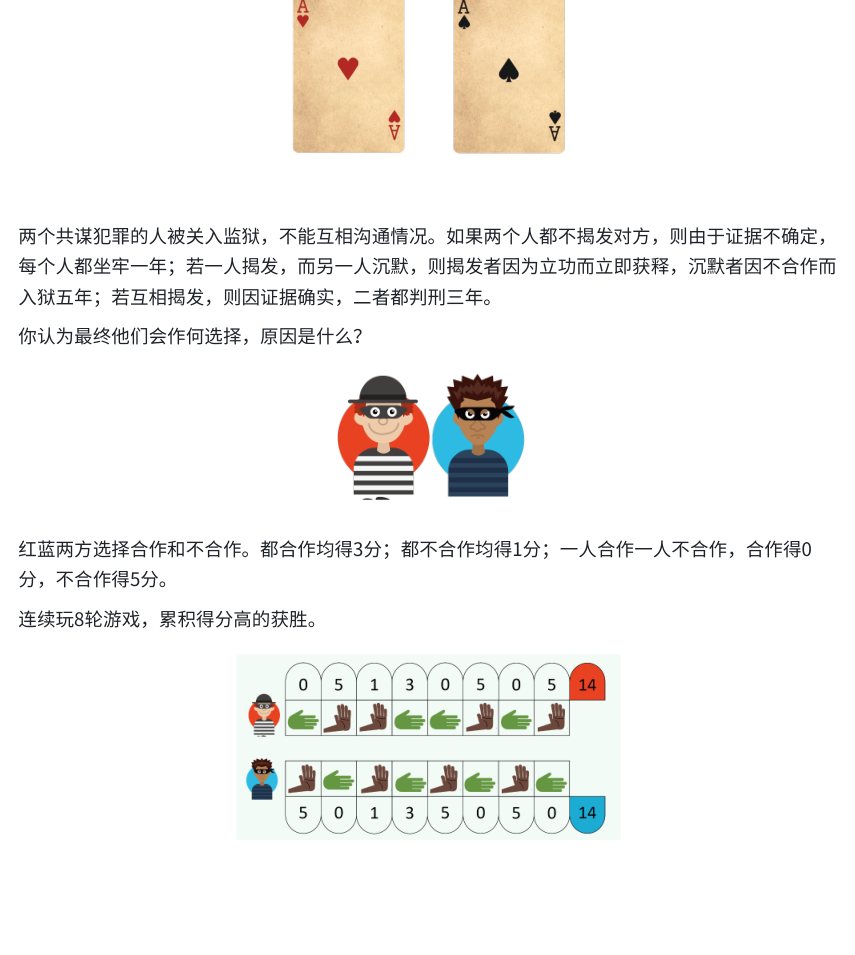 A A
A A
两个共谋犯罪的人被关入监狱，不能互相沟通情况。如果两个人都不揭发对方，则由于证据不确定，
每个人都坐牢一年；若一人揭发，而另一人沉默，则揭发者因为立功而立即获释，沉默者因不合作而
入狱五年；若互相揭发，则因证据确实，二者都判刑三年。
你认为最终他们会作何选择，原因是什么？
红蓝两方选择合作和不合作。都合作均得3分；都不合作均得1分；一人合作一人不合作，合作得0
分，不合作得5分。
连续玩8轮游戏，累积得分高的获胜。
0 5 1 3 0 5 0 5 14
5 0 1 3 5 0 5 0 14